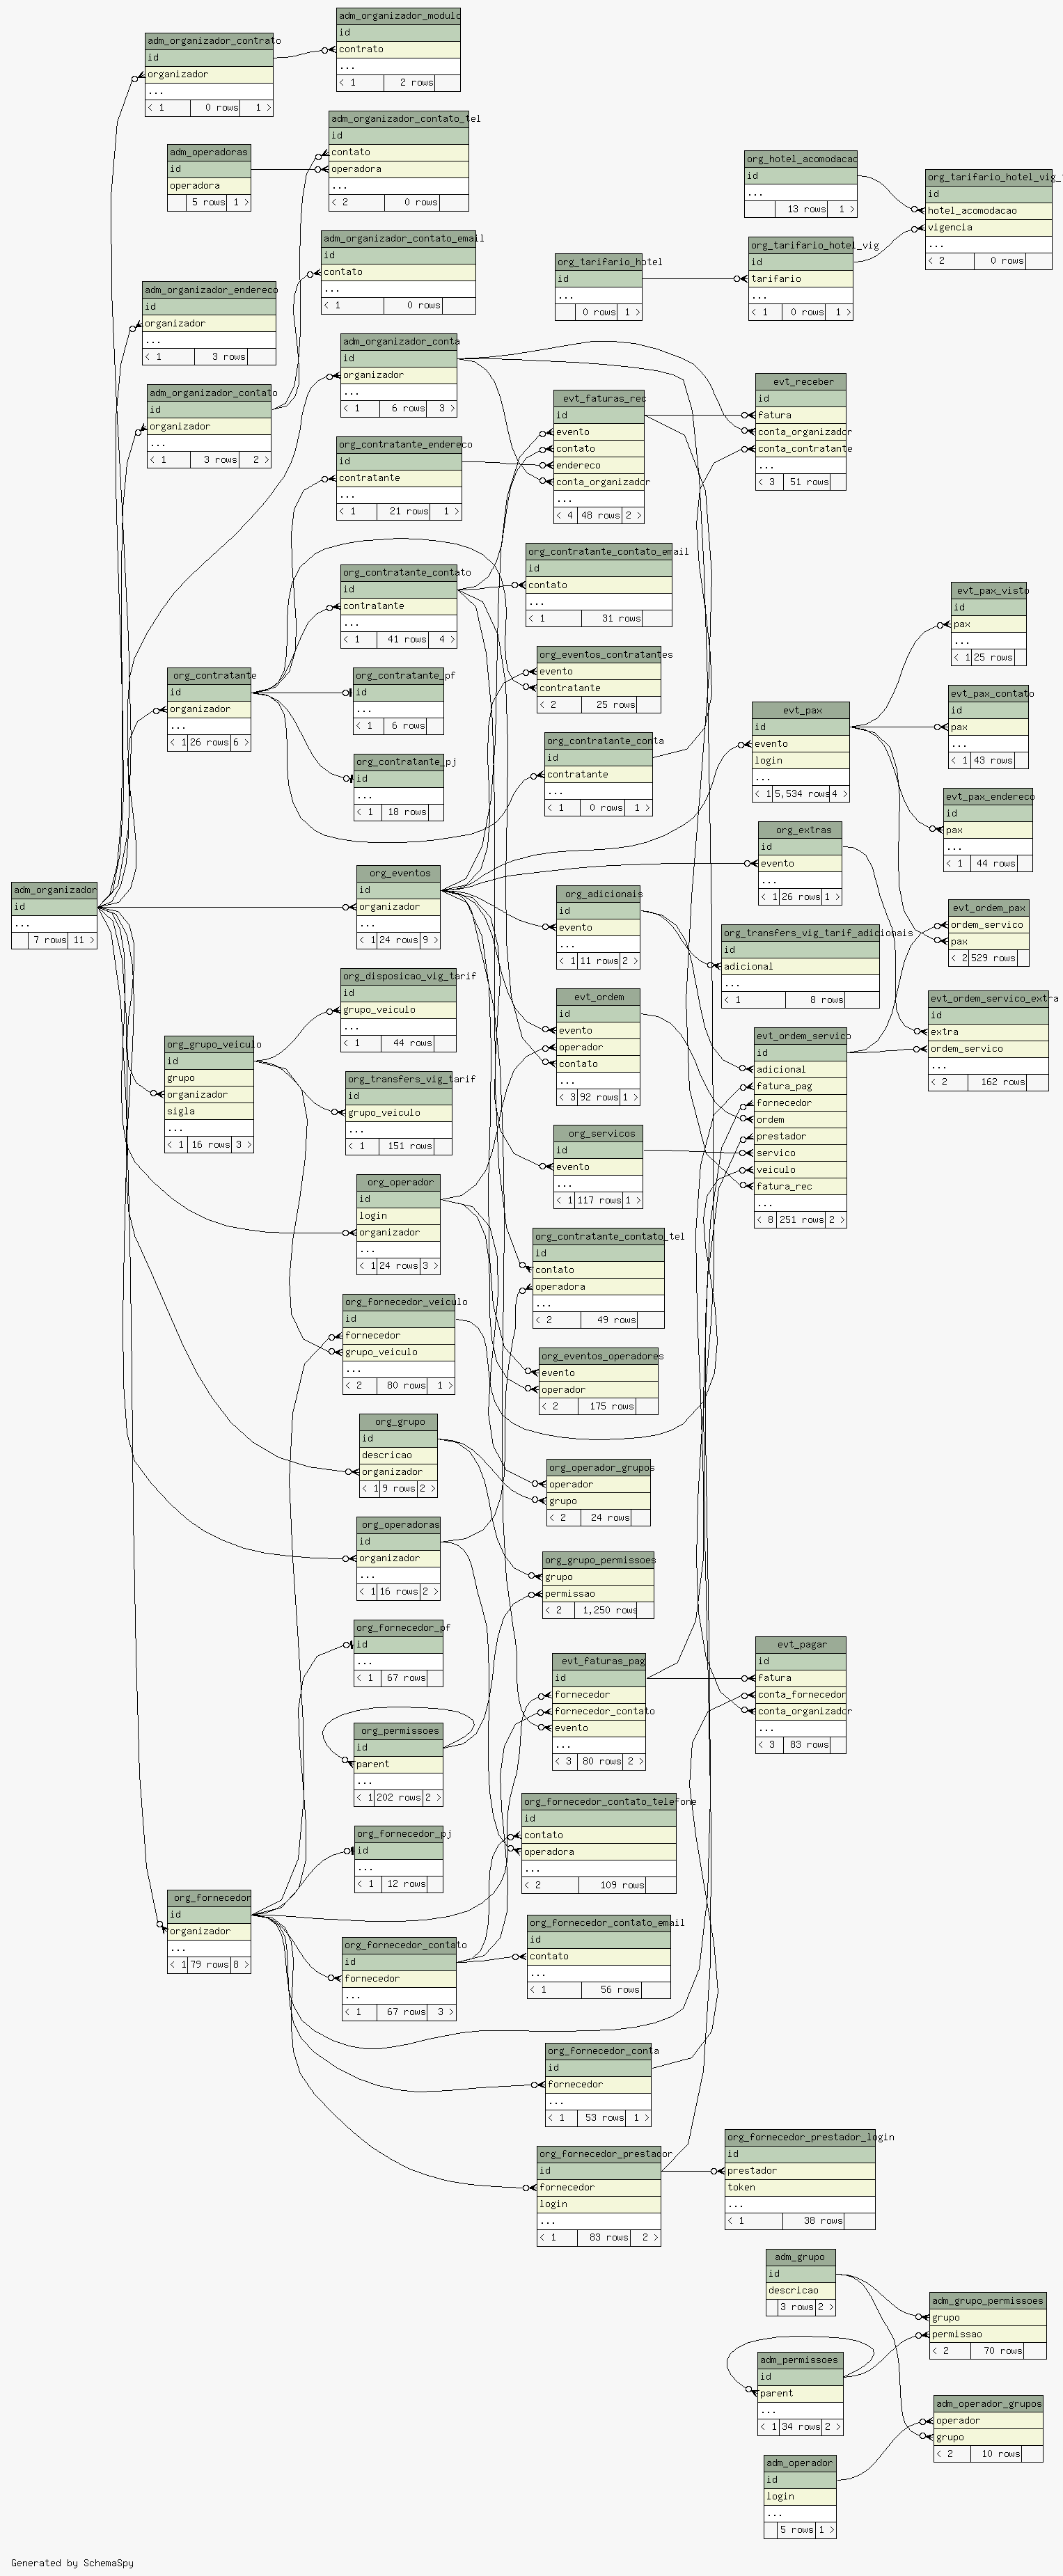 adm_organizador_modulo
id
contrato
...
< 1 2 rows
adm_organizador_contrato
id
organizador
...
< 1 0 rows 1 >
adm_organizador_contato_tel
id
contato
operadora
...
< 2 0 rows
adm_operadoras
id
operadora
5 rows 1 >
org_hotel_acomodacao
id
...
13 rows 1 >
org_tarifario_hotel_vig_
id
hotel_acomodacao
vigencia
...
< 2 0 rows
adm_organizador_contato_email
id
contato
...
< 1 0 rows
org_tarifario_hotel_vig
id
tarifario
...
< 1 0 rows 1 >
org_tarifario_hotel
id
...
0 rows 1 >
adm_organizador_endereco
id
organizador
...
< 1 3 rows
adm_organizador_conta
id
organizador
...
< 1 6 rows 3 >
adm_organizador_contato
id
organizador
...
< 1 3 rows 2 >
evt_faturas_rec
id
evento
contato
endereco
conta_organizador
...
< 4 48 rows 2 >
evt_receber
id
fatura
conta_organizador
conta_contratante
...
< 3 51 rows
org_contratante_endereco
id
contratante
...
< 1 21 rows 1 >
org_contratante_contato_email
id
contato
...
< 1 31 rows
org_contratante_contato
id
contratante
...
< 1 41 rows 4 >
evt_pax_visto
id
pax
...
< 1 25 rows
org_eventos_contratantes
evento
contratante
< 2 25 rows
org_contratante
id
organizador
...
< 1 26 rows 6 >
org_contratante_pf
id
...
< 1 6 rows
evt_pax_contato
id
pax
...
< 1 43 rows
evt_pax
id
evento
login
...
< 1 5,534 rows 4 >
org_contratante_conta
id
contratante
...
< 1 0 rows 1 >
org_contratante_pj
id
...
< 1 18 rows
evt_pax_endereco
id
pax
...
< 1 44 rows
org_extras
id
evento
...
< 1 26 rows 1 >
adm_organizador
id
...
7 rows 11 >
org_eventos
id
organizador
...
< 1 24 rows 9 >
org_adicionais
id
evento
...
< 1 11 rows 2 >
org_transfers_vig_tarif_adicionais
id
adicional
...
< 1 8 rows
evt_ordem_pax
ordem_servico
pax
< 2 529 rows
org_disposicao_vig_tarif
id
grupo_veiculo
...
< 1 44 rows
evt_ordem
id
evento
operador
contato
...
< 3 92 rows 1 >
evt_ordem_servico_extra
id
extra
ordem_servico
...
< 2 162 rows
org_grupo_veiculo
id
grupo
organizador
sigla
...
< 1 16 rows 3 >
evt_ordem_servico
id
adicional
fatura_pag
fornecedor
ordem
prestador
servico
veiculo
fatura_rec
...
< 8 251 rows 2 >
org_transfers_vig_tarif
id
grupo_veiculo
...
< 1 151 rows
org_servicos
id
evento
...
< 1 117 rows 1 >
org_operador
id
login
organizador
...
< 1 24 rows 3 >
org_contratante_contato_tel
id
contato
operadora
...
< 2 49 rows
org_fornecedor_veiculo
id
fornecedor
grupo_veiculo
...
< 2 80 rows 1 >
org_eventos_operadores
evento
operador
< 2 175 rows
org_grupo
id
descricao
organizador
< 1 9 rows 2 >
org_operador_grupos
operador
grupo
< 2 24 rows
org_operadoras
id
organizador
...
< 1 16 rows 2 >
org_grupo_permissoes
grupo
permissao
< 2 1,250 rows
org_fornecedor_pf
id
...
< 1 67 rows
evt_faturas_pag
id
fornecedor
fornecedor_contato
evento
...
< 3 80 rows 2 >
evt_pagar
id
fatura
conta_fornecedor
conta_organizador
...
< 3 83 rows
org_permissoes
id
parent
...
< 1 202 rows 2 >
org_fornecedor_contato_telefone
id
contato
operadora
...
< 2 109 rows
org_fornecedor_pj
id
...
< 1 12 rows
org_fornecedor
id
organizador
...
< 1 79 rows 8 >
org_fornecedor_contato_email
id
contato
...
< 1 56 rows
org_fornecedor_contato
id
fornecedor
...
< 1 67 rows 3 >
org_fornecedor_conta
id
fornecedor
...
< 1 53 rows 1 >
org_fornecedor_prestador
id
fornecedor
login
...
< 1 83 rows 2 >
org_fornecedor_prestador_login
id
prestador
token
...
< 1 38 rows
adm_grupo
id
descricao
3 rows 2 >
adm_grupo_permissoes
grupo
permissao
< 2 70 rows
adm_permissoes
id
parent
...
< 1 34 rows 2 >
adm_operador_grupos
operador
grupo
< 2 10 rows
adm_operador
id
login
...
5 rows 1 >
Generated by SchemaSpy